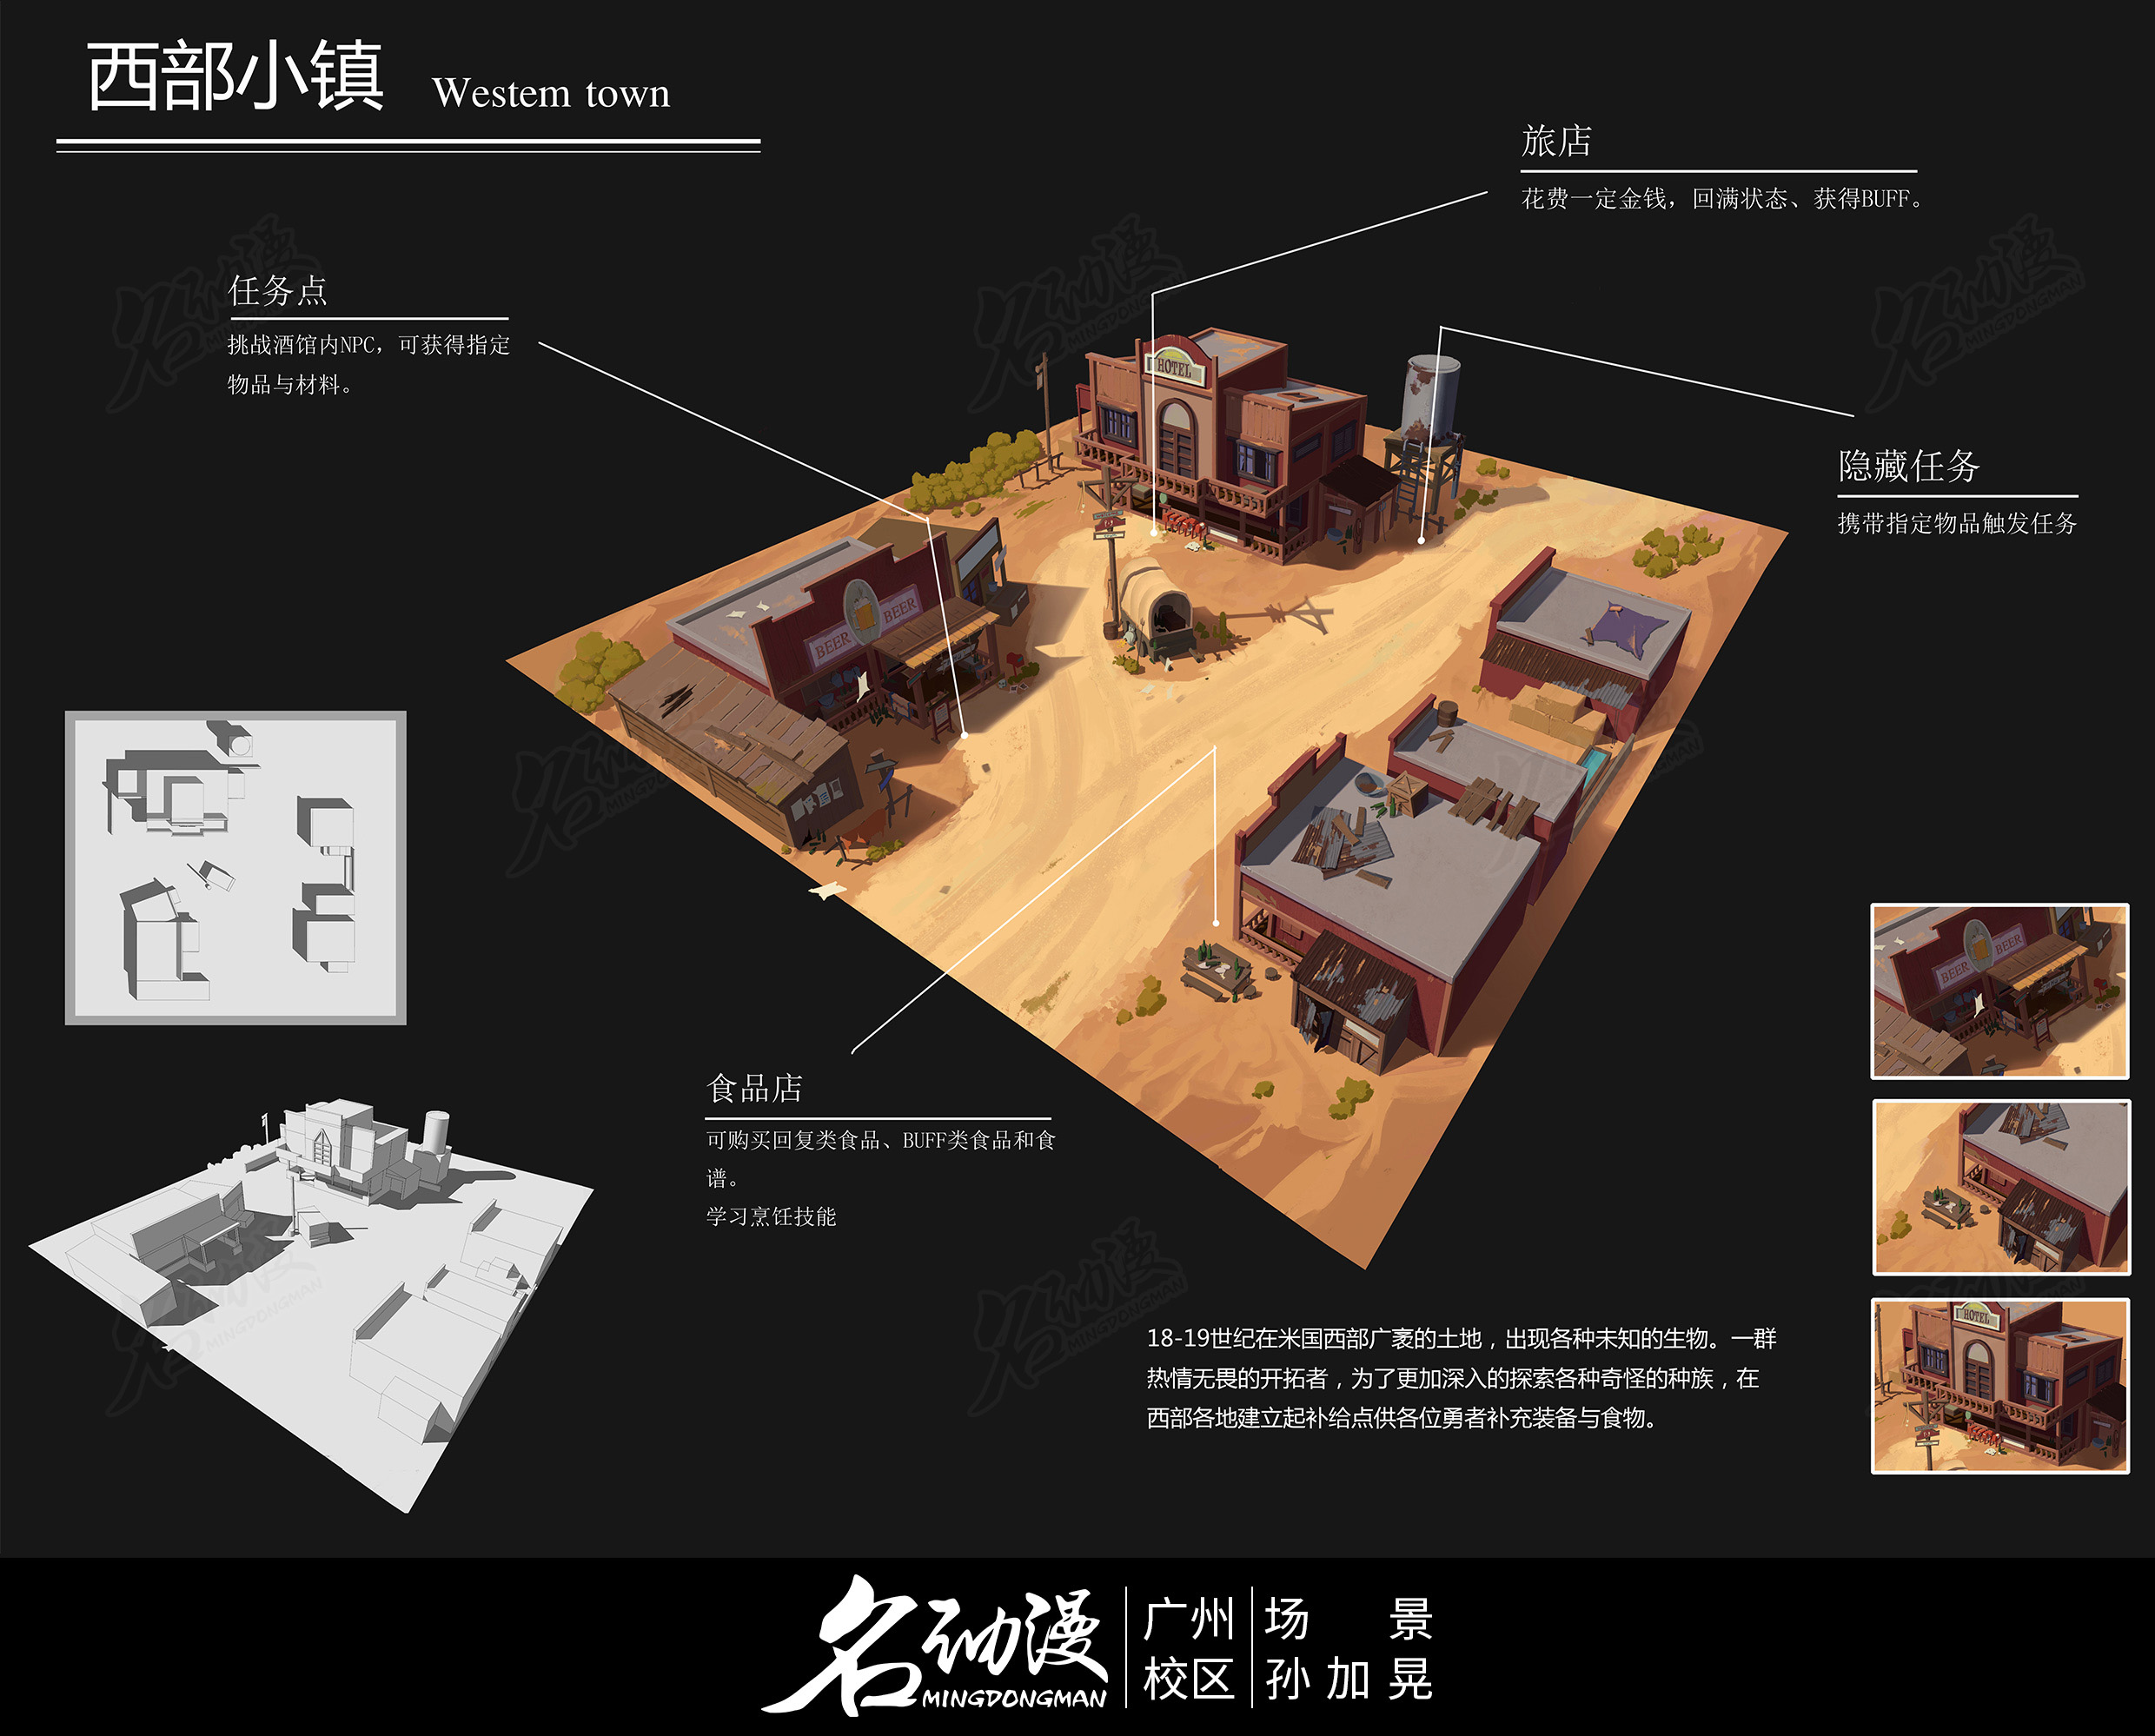 西部小镇 Westem town
旅店
花费一定金钱，回满状态、获得BUFF。
任务点
挑战酒馆内NPC，可获得指定
物品与材料。
隐藏任务
携带指定物品触发任务
HOTEL
BEER BEER
食品店
可购买回复类食品、BUFF类食品和食
谱。
学习烹饪技能
BEER BEER
HOTEL
18-19世纪在米国西部广袤的土地，出现各种未知的生物。一群
热情无畏的开拓者，为了更加深入的探索各种奇怪的种族，在
西部各地建立起补给点供各位勇者补充装备与食物。
名动漫
MINGDONGMAN
广州
校区
场景
孙加晃